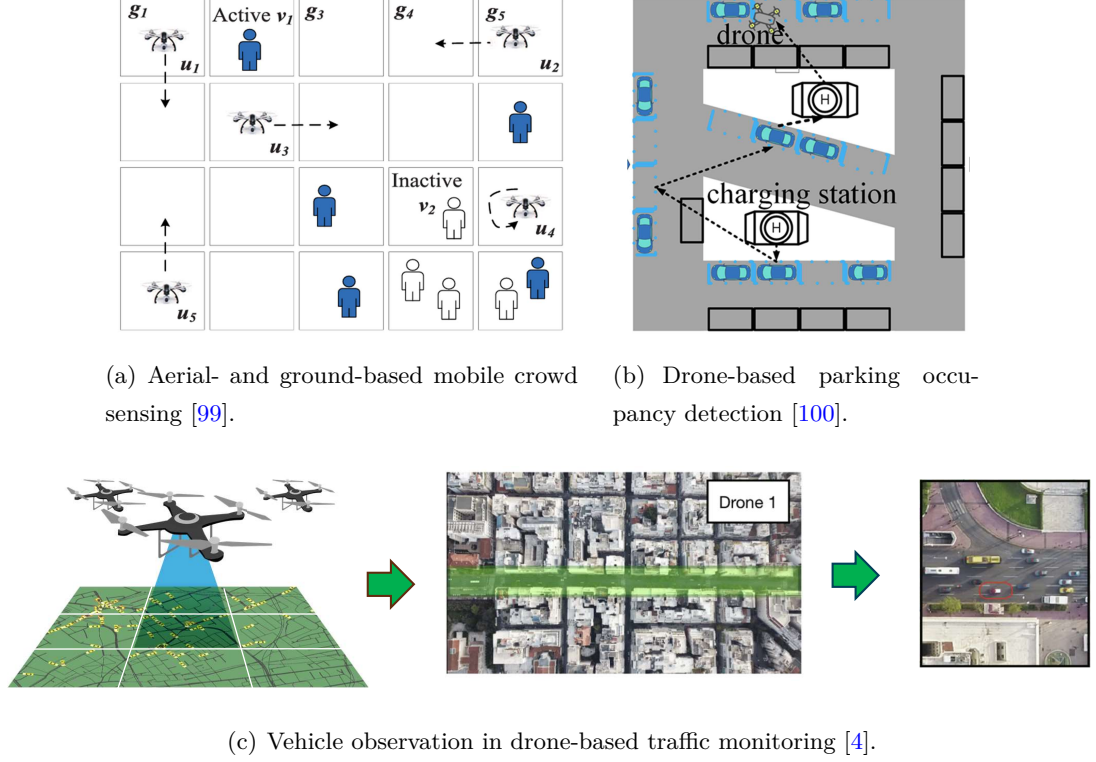 g1 Active v1 g3 g4 g5
u1 u2
u3
Inactive
v2
u4
u5
drone
H
charging station
H
(a) Aerial- and ground-based mobile crowd
sensing [99].
(b) Drone-based parking occu-
pancy detection [100].
Drone 1
(c) Vehicle observation in drone-based traffic monitoring [4].